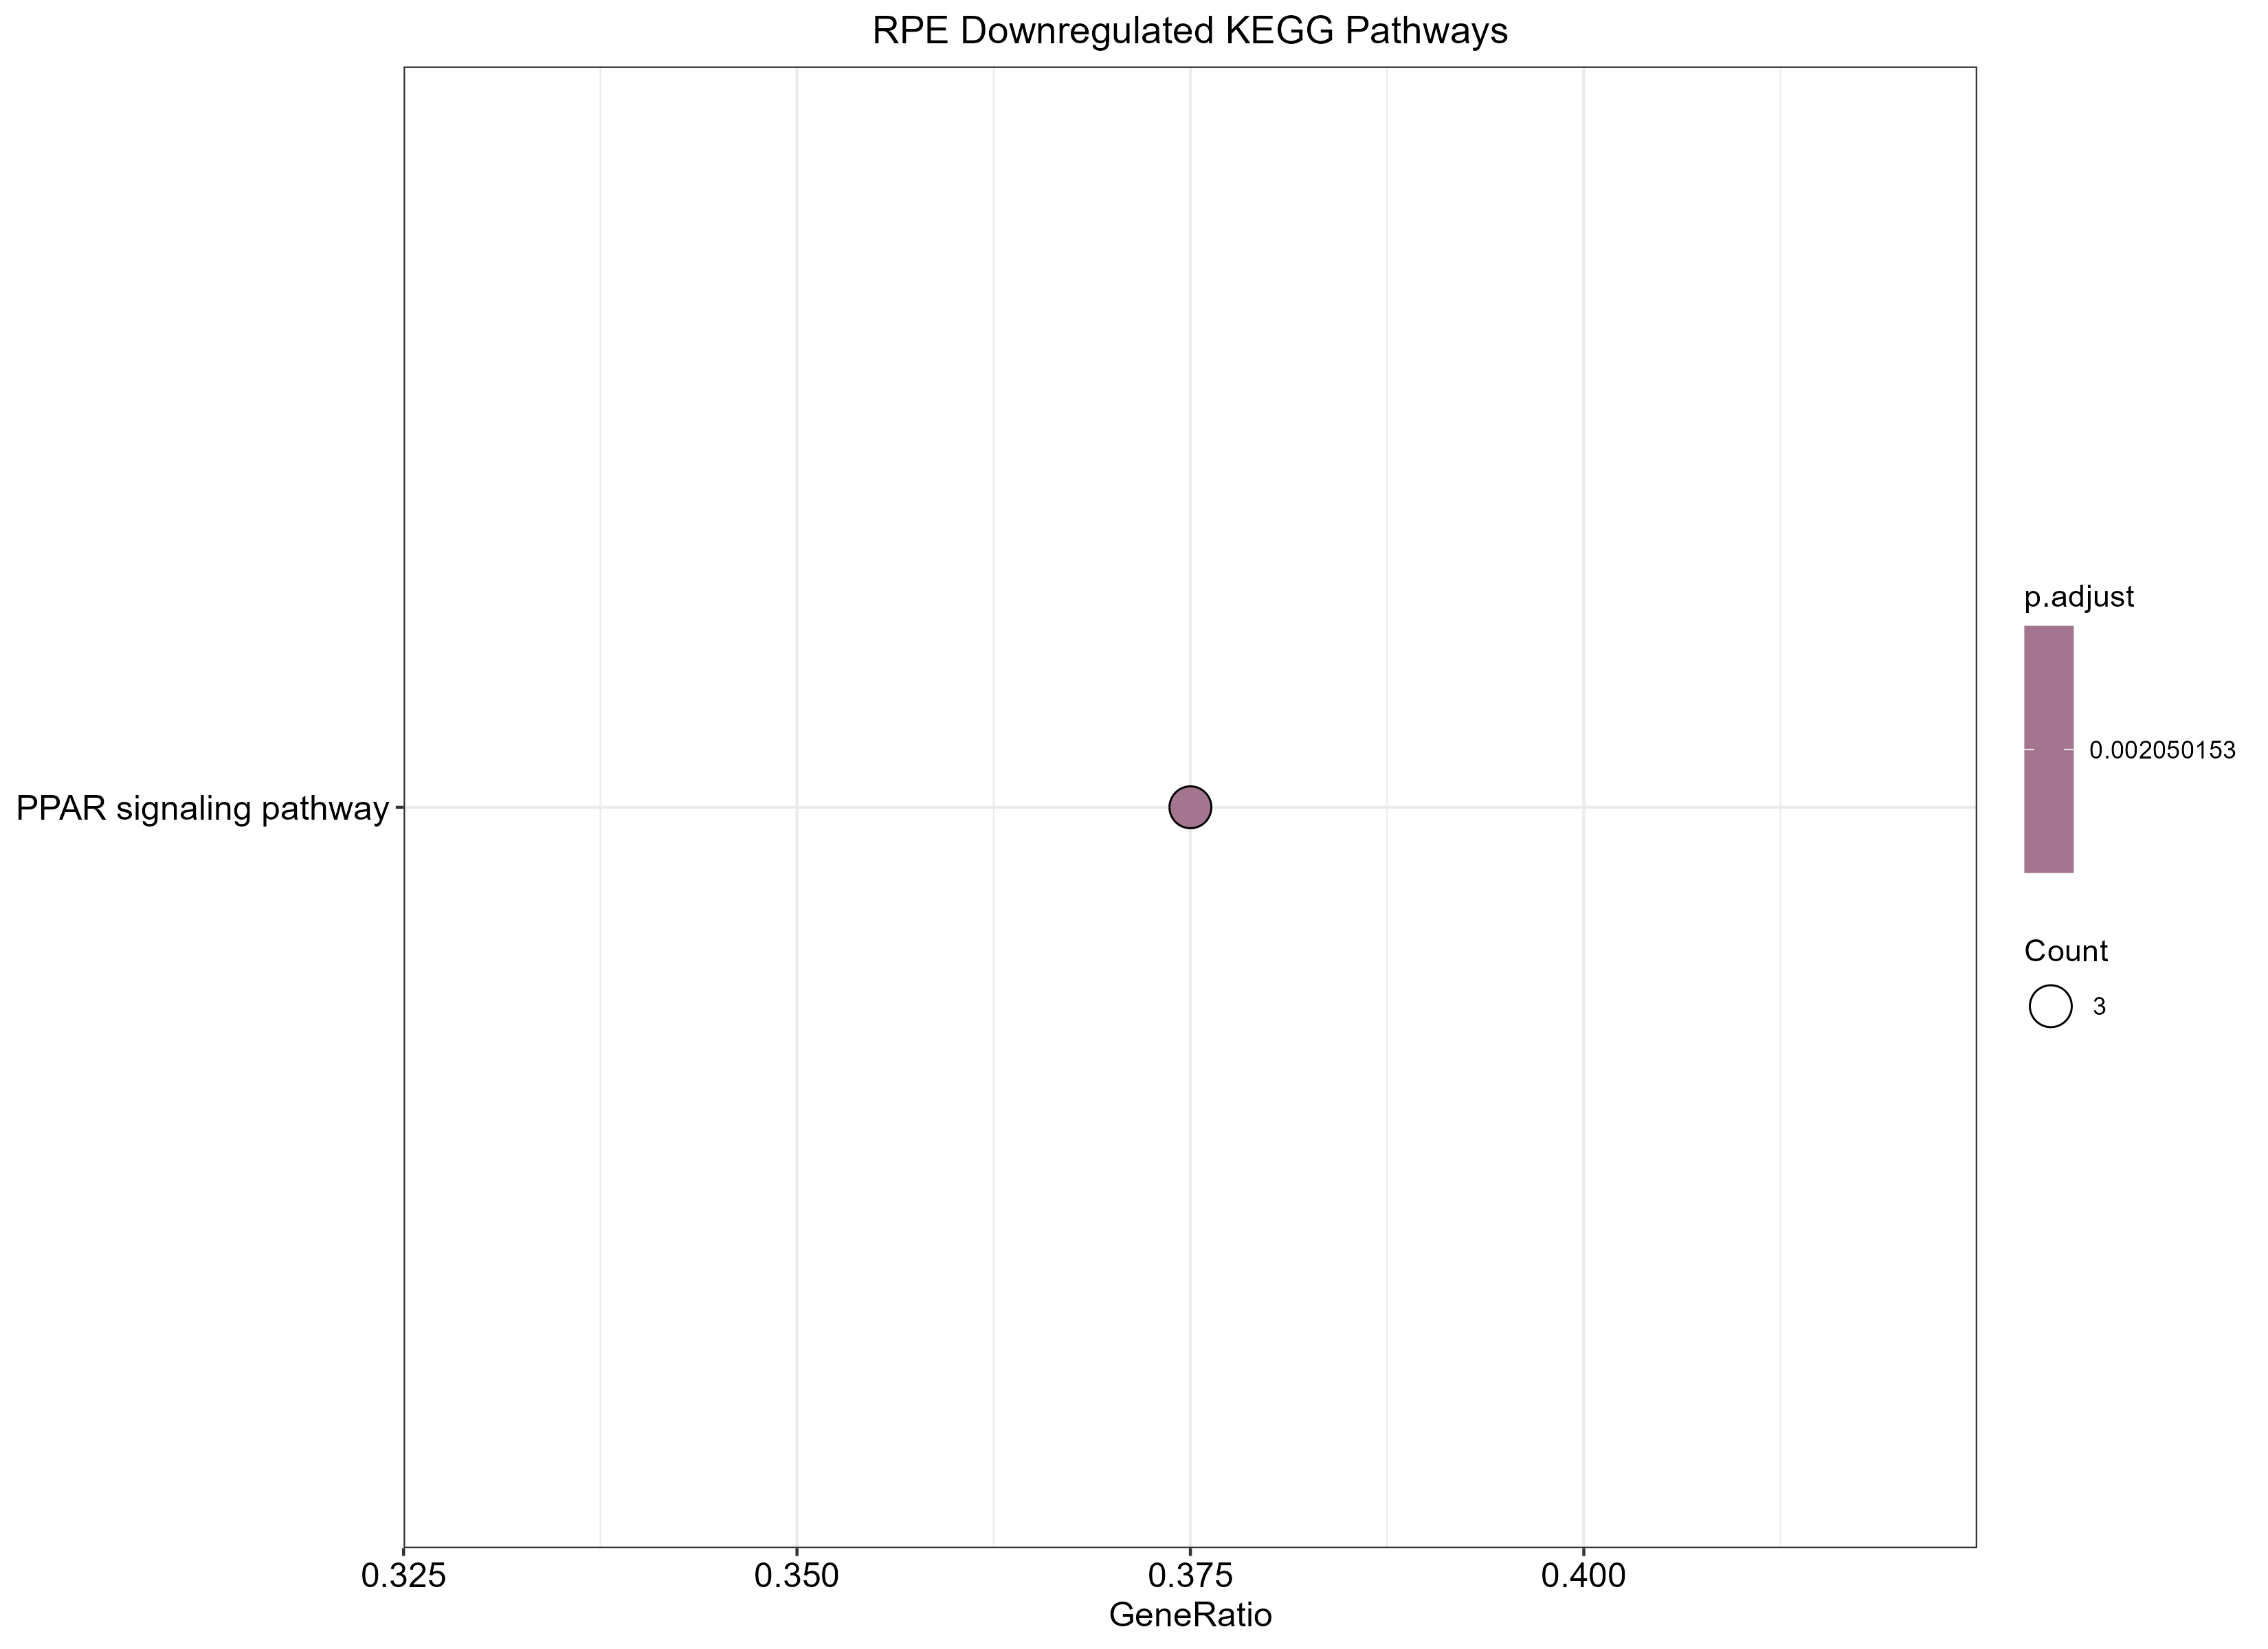 RPE Downregulated KEGG Pathways
PPAR signaling pathway
0.325
0.350
0.375
0.400
GeneRatio
p.adjust
0.002050153
Count
3